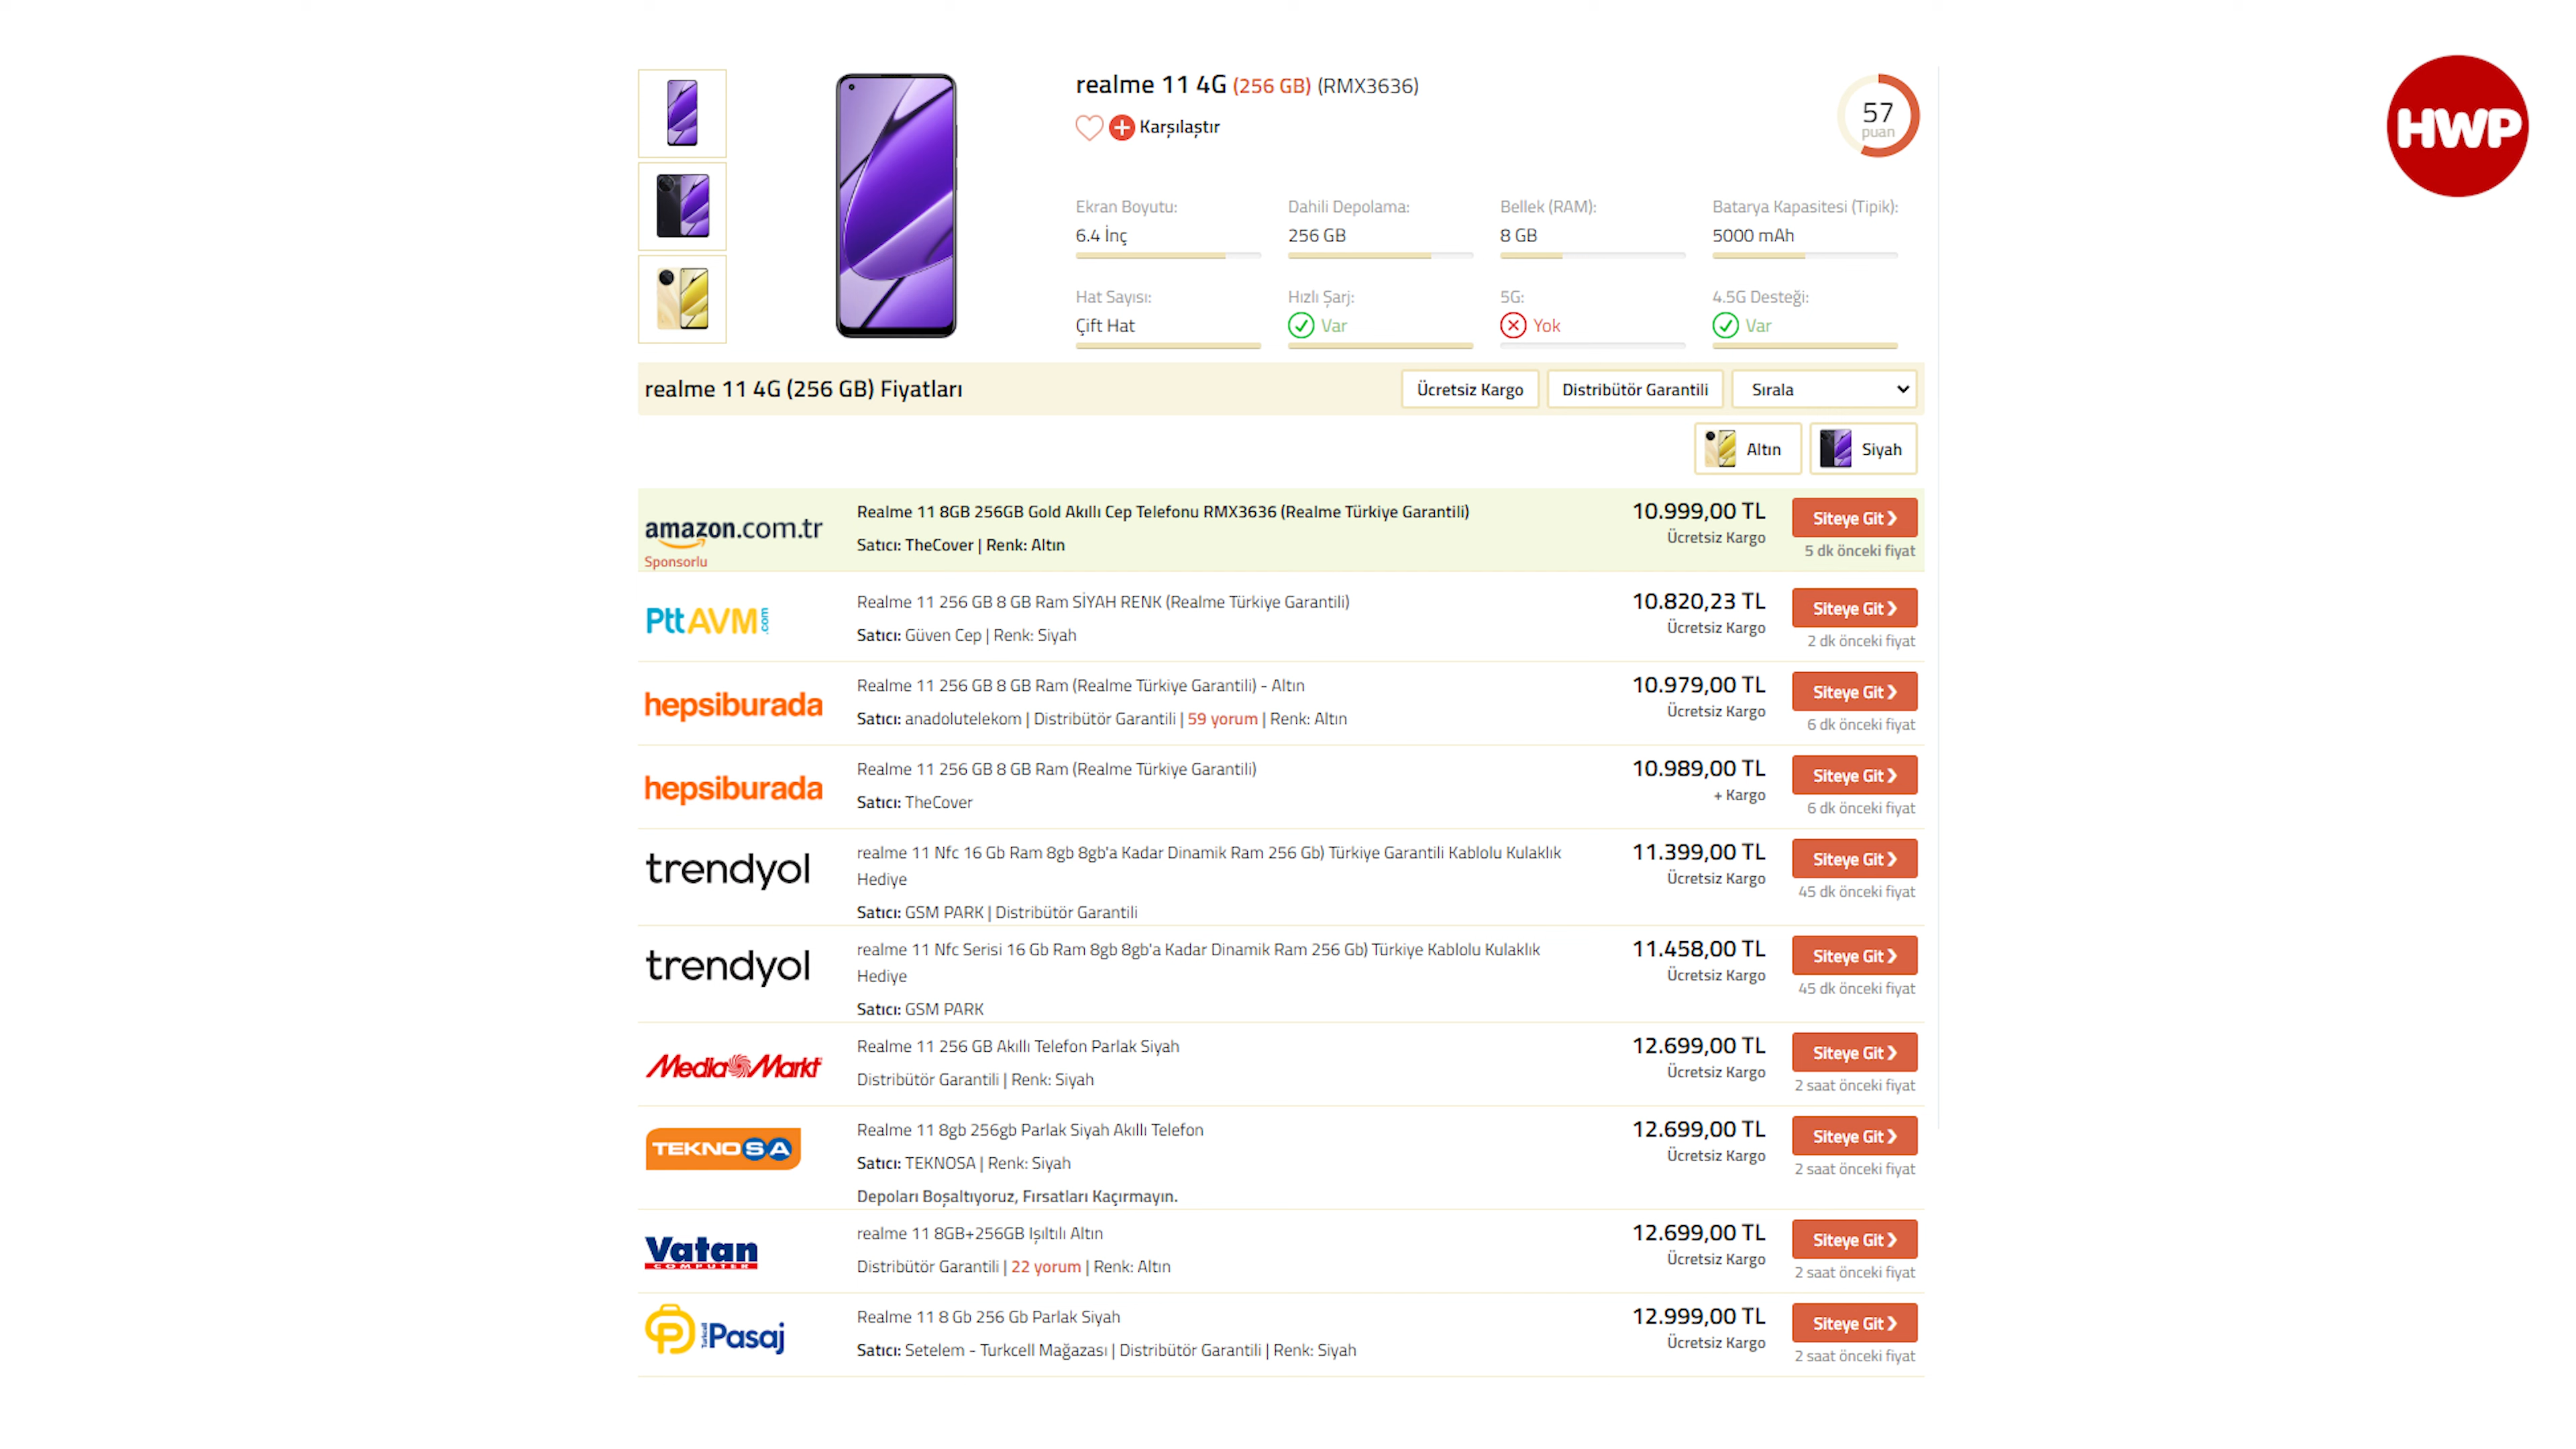 HWP
realme 11 4G (256 GB) (RMX3636)
Karşılaştır
57
puan
Ekran Boyutu:
6.4 İnç
Dahili Depolama:
256 GB
Bellek (RAM):
8 GB
Batarya Kapasitesi (Tipik):
5000 mAh
Hat Sayısı:
Çift Hat
Hızlı Şarj:
Var
5G:
Yok
4.5G Desteği:
Var
realme 11 4G (256 GB) Fiyatları
Ücretsiz Kargo
Distribütör Garantili
Sırala
Altın
Siyah
amazon.com.tr
Sponsorlu
Realme 11 8GB 256GB Gold Akıllı Cep Telefonu RMX3636 (Realme Türkiye Garantili)
Satıcı: TheCover | Renk: Altın
10.999,00 TL
Ücretsiz Kargo
Siteye Git
5 dk önceki fiyat
PttAVM.com
Realme 11 256 GB 8 GB Ram SİYAH RENK (Realme Türkiye Garantili)
Satıcı: Güven Cep | Renk: Siyah
10.820,23 TL
Ücretsiz Kargo
Siteye Git
2 dk önceki fiyat
hepsiburada
Realme 11 256 GB 8 GB Ram (Realme Türkiye Garantili) - Altın
Satıcı: anadolutelekom | Distribütör Garantili | 59 yorum | Renk: Altın
10.979,00 TL
Ücretsiz Kargo
Siteye Git
6 dk önceki fiyat
hepsiburada
Realme 11 256 GB 8 GB Ram (Realme Türkiye Garantili)
Satıcı: TheCover
10.989,00 TL
+ Kargo
Siteye Git
6 dk önceki fiyat
trendyol
realme 11 Nfc 16 Gb Ram 8gb 8gb'a Kadar Dinamik Ram 256 Gb) Türkiye Garantili Kablolu Kulaklık
Hediye
Satıcı: GSM PARK | Distribütör Garantili
11.399,00 TL
Ücretsiz Kargo
Siteye Git
45 dk önceki fiyat
trendyol
realme 11 Nfc Serisi 16 Gb Ram 8gb 8gb'a Kadar Dinamik Ram 256 Gb) Türkiye Kablolu Kulaklık
Hediye
Satıcı: GSM PARK
11.458,00 TL
Ücretsiz Kargo
Siteye Git
45 dk önceki fiyat
Media Markt
Realme 11 256 GB Akıllı Telefon Parlak Siyah
Distribütör Garantili | Renk: Siyah
12.699,00 TL
Ücretsiz Kargo
Siteye Git
2 saat önceki fiyat
TEKNOSA
Realme 11 8gb 256gb Parlak Siyah Akıllı Telefon
Satıcı: TEKNOSA | Renk: Siyah
Depoları Boşaltıyoruz, Fırsatları Kaçırmayın.
12.699,00 TL
Ücretsiz Kargo
Siteye Git
2 saat önceki fiyat
Vatan
COMPUTER
realme 11 8GB+256GB Işıltılı Altın
Distribütör Garantili | 22 yorum | Renk: Altın
12.699,00 TL
Ücretsiz Kargo
Siteye Git
2 saat önceki fiyat
Turkcell Pasaj
Realme 11 8 Gb 256 Gb Parlak Siyah
Satıcı: Setelem - Turkcell Mağazası | Distribütör Garantili | Renk: Siyah
12.999,00 TL
Ücretsiz Kargo
Siteye Git
2 saat önceki fiyat